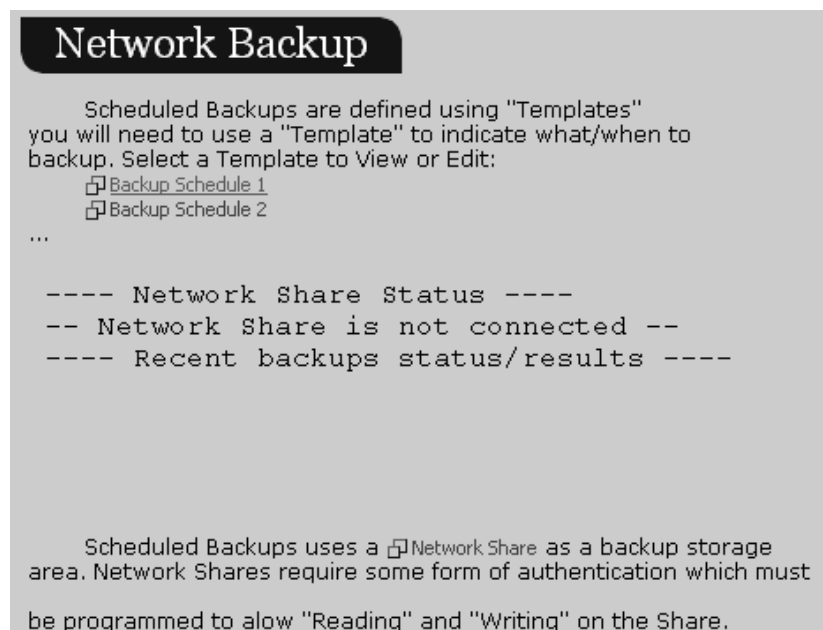 Network Backup
Scheduled Backups are defined using "Templates"
you will need to use a "Template" to indicate what/when to
backup. Select a Template to View or Edit:
Backup Schedule 1
Backup Schedule 2
...
---- Network Share Status ----
-- Network Share is not connected --
---- Recent backups status/results ----
Scheduled Backups uses a Network Share as a backup storage
area. Network Shares require some form of authentication which must
be programmed to alow "Reading" and "Writing" on the Share.